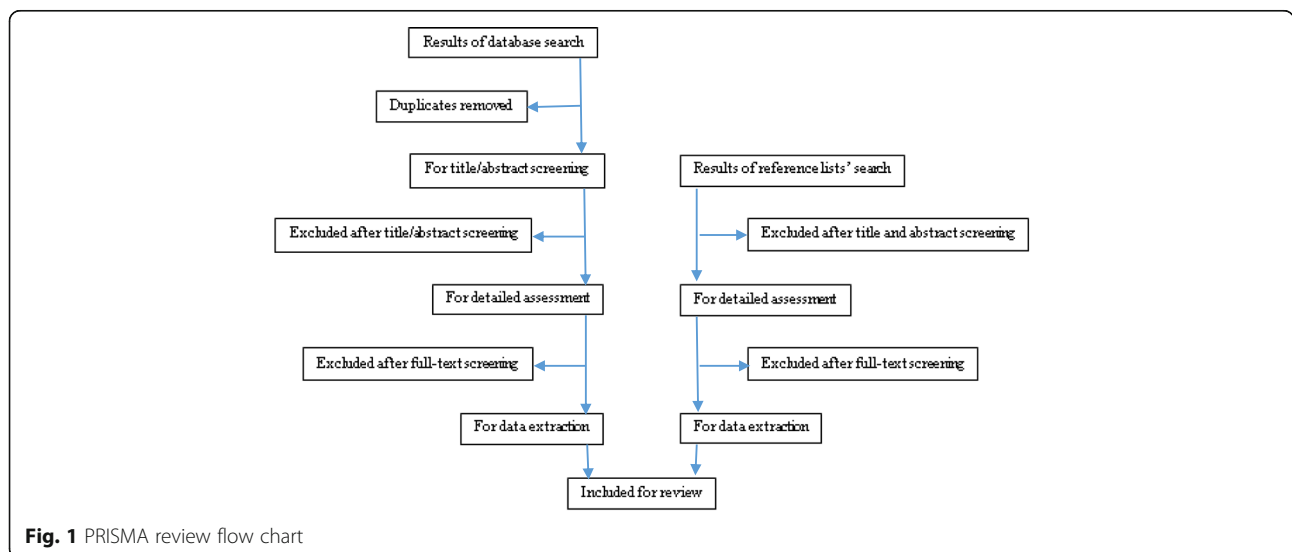 Results of database search
Duplicates removed
For title/abstract screening
Results of reference lists' search
Excluded after title/abstract screening
Excluded after title and abstract screening
For detailed assessment
For detailed assessment
Excluded after full-text screening
Excluded after full-text screening
For data extraction
For data extraction
Included for review
Fig. 1 PRISMA review flow chart